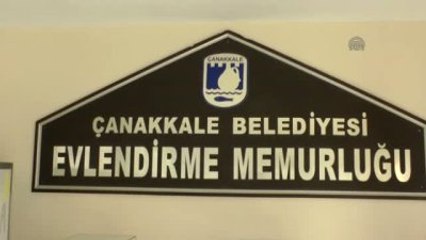 ÇANAKKALE
ÇANAKKALE BELEDİYESİ
EVLENDİRME MEMURLUĞU